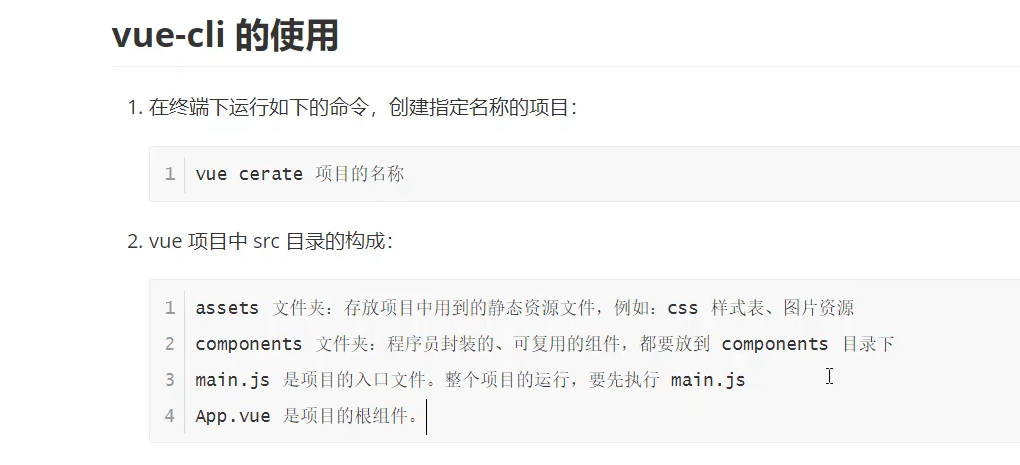 vue-cli 的使用
1. 在终端下运行如下的命令，创建指定名称的项目：
1 vue cerate 项目的名称
2. vue 项目中 src 目录的构成：
1 assets 文件夹：存放项目中用到的静态资源文件，例如：css 样式表、图片资源
2 components 文件夹：程序员封装的、可复用的组件，都要放到 components 目录下
3 main.js 是项目的入口文件。整个项目的运行，要先执行 main.js
4 App.vue 是项目的根组件。